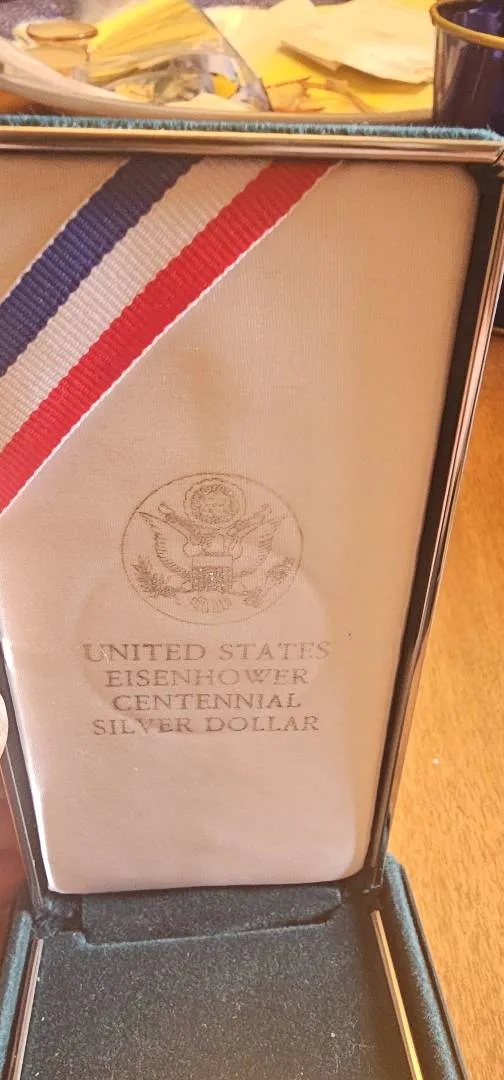 UNITED STATES
EISENHOWER
CENTENNIAL
SILVER DOLLAR